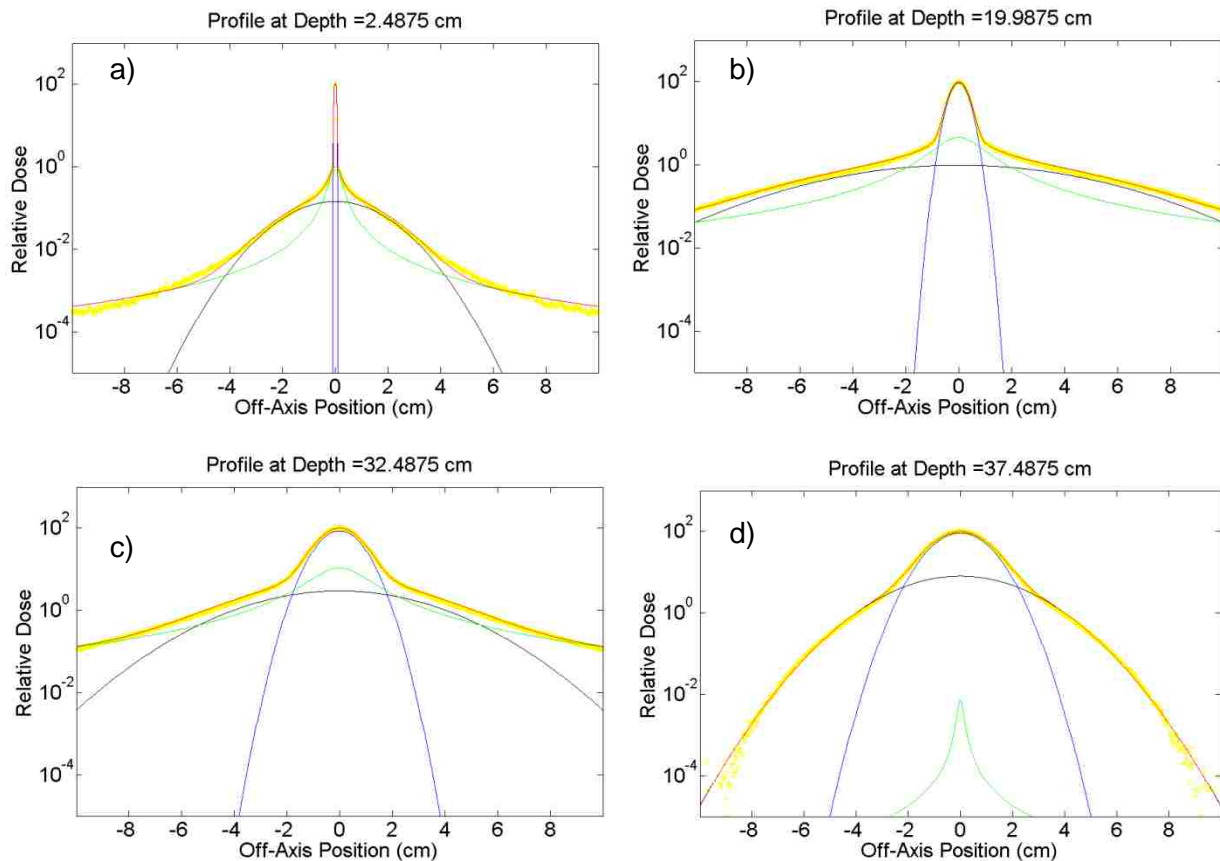 Profile at Depth =2.4875 cm
a)
Relative Dose
10^2
10^0
10^-2
10^-4
-8 -6 -4 -2 0 2 4 6 8
Off-Axis Position (cm)
Profile at Depth =19.9875 cm
b)
Relative Dose
10^2
10^0
10^-2
10^-4
-8 -6 -4 -2 0 2 4 6 8
Off-Axis Position (cm)
Profile at Depth =32.4875 cm
c)
Relative Dose
10^2
10^0
10^-2
10^-4
-8 -6 -4 -2 0 2 4 6 8
Off-Axis Position (cm)
Profile at Depth =37.4875 cm
d)
Relative Dose
10^2
10^0
10^-2
10^-4
-8 -6 -4 -2 0 2 4 6 8
Off-Axis Position (cm)